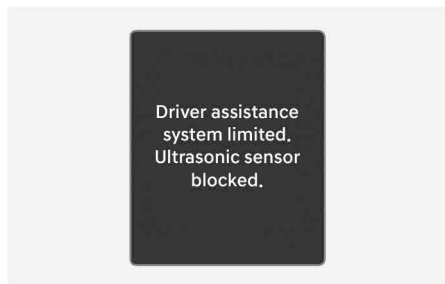 Driver assistance
system limited.
Ultrasonic sensor
blocked.